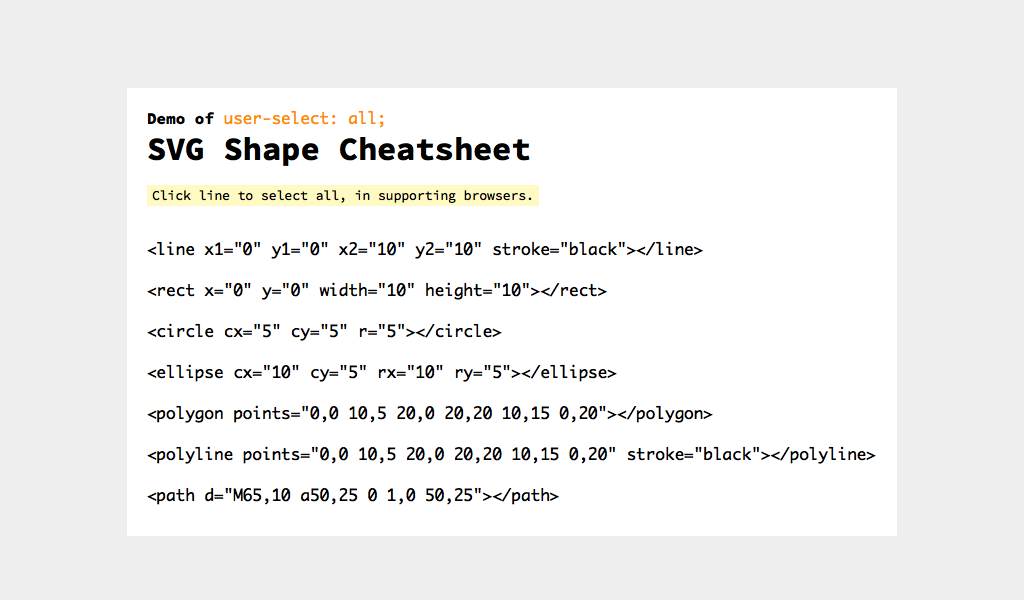 Demo of user-select: all;
SVG Shape Cheatsheet
Click line to select all, in supporting browsers.
<line x1="0" y1="0" x2="10" y2="10" stroke="black"></line>
<rect x="0" y="0" width="10" height="10"></rect>
<circle cx="5" cy="5" r="5"></circle>
<ellipse cx="10" cy="5" rx="10" ry="5"></ellipse>
<polygon points="0,0 10,5 20,0 20,20 10,15 0,20"></polygon>
<polyline points="0,0 10,5 20,0 20,20 10,15 0,20" stroke="black"></polyline>
<path d="M65,10 a50,25 0 1,0 50,25"></path>